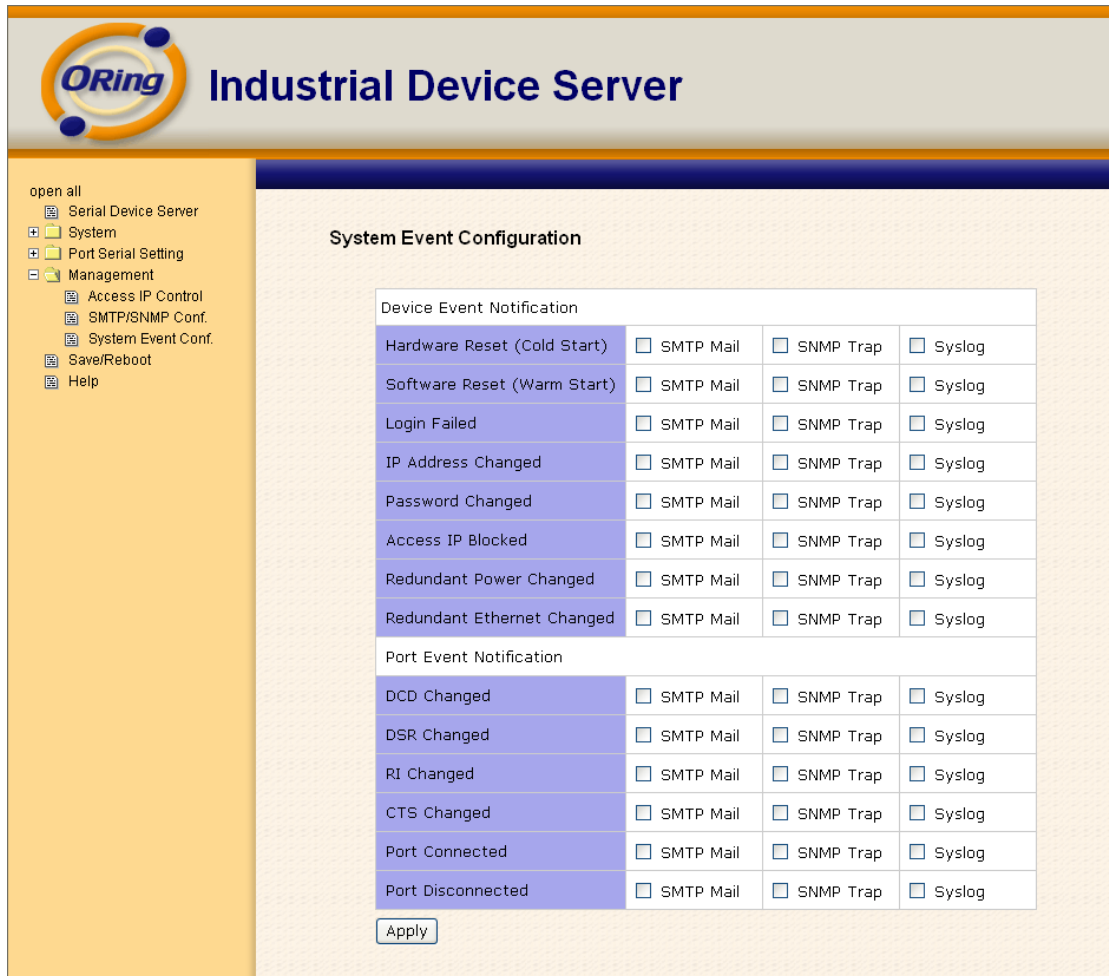 ORing
Industrial Device Server
open all
Serial Device Server
System
Port Serial Setting
Management
Access IP Control
SMTP/SNMP Conf.
System Event Conf.
Save/Reboot
Help
System Event Configuration
Device Event Notification
Hardware Reset (Cold Start) SMTP Mail SNMP Trap Syslog
Software Reset (Warm Start) SMTP Mail SNMP Trap Syslog
Login Failed SMTP Mail SNMP Trap Syslog
IP Address Changed SMTP Mail SNMP Trap Syslog
Password Changed SMTP Mail SNMP Trap Syslog
Access IP Blocked SMTP Mail SNMP Trap Syslog
Redundant Power Changed SMTP Mail SNMP Trap Syslog
Redundant Ethernet Changed SMTP Mail SNMP Trap Syslog
Port Event Notification
DCD Changed SMTP Mail SNMP Trap Syslog
DSR Changed SMTP Mail SNMP Trap Syslog
RI Changed SMTP Mail SNMP Trap Syslog
CTS Changed SMTP Mail SNMP Trap Syslog
Port Connected SMTP Mail SNMP Trap Syslog
Port Disconnected SMTP Mail SNMP Trap Syslog
Apply